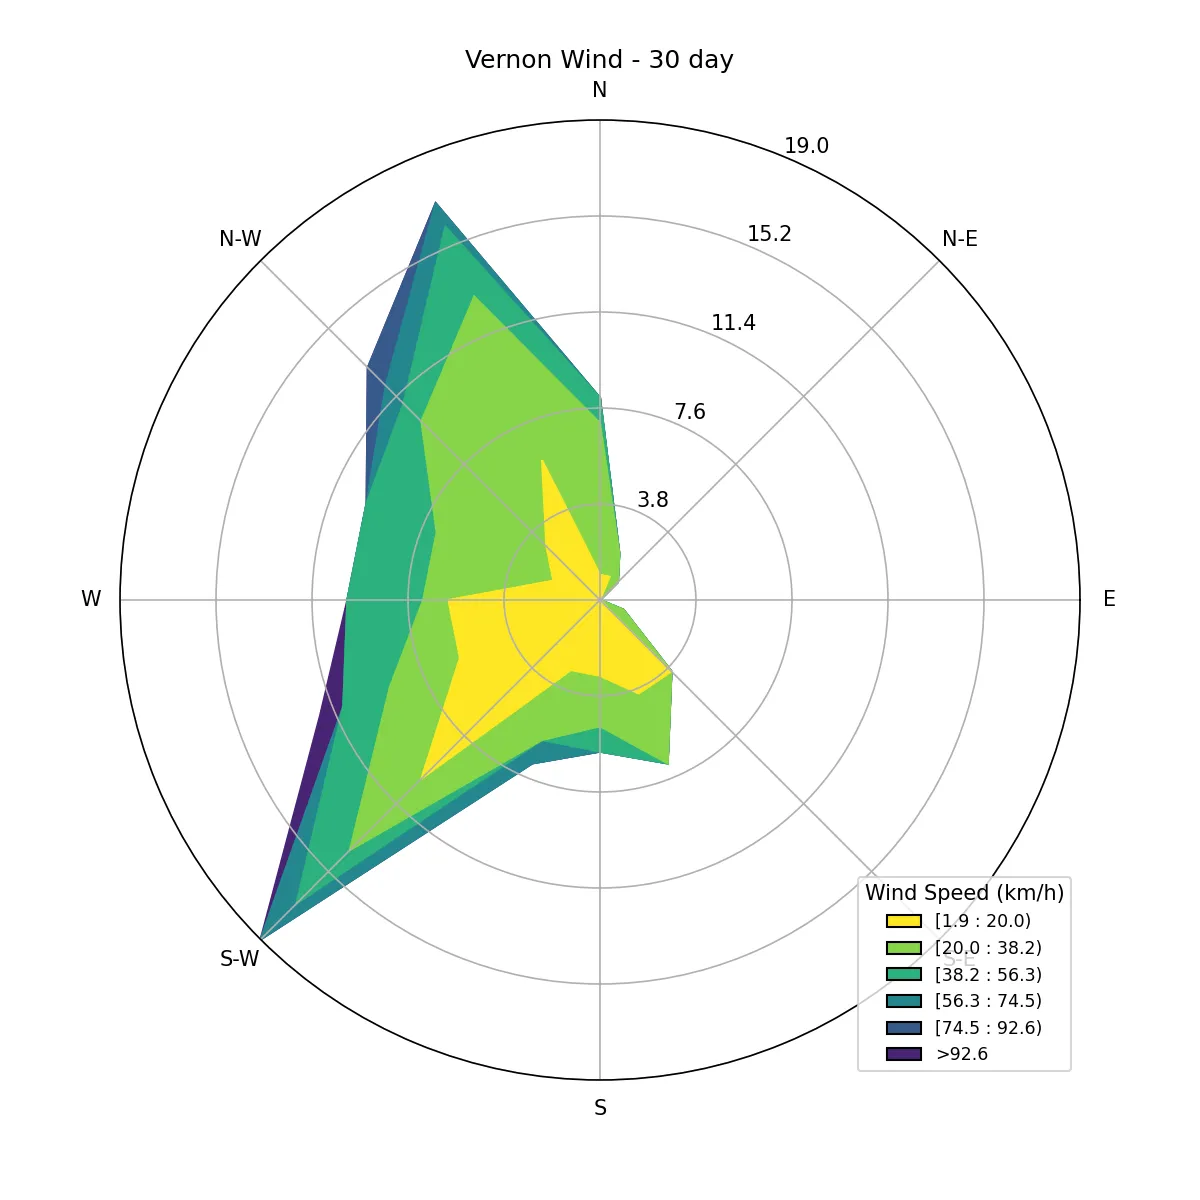 Vernon Wind - 30 day
N
19.0
15.2
N-W
N-E
11.4
7.6
3.8
W
E
S-W
S-E
S
Wind Speed (km/h)
[1.9 : 20.0)
[20.0 : 38.2)
[38.2 : 56.3)
[56.3 : 74.5)
[74.5 : 92.6)
>92.6